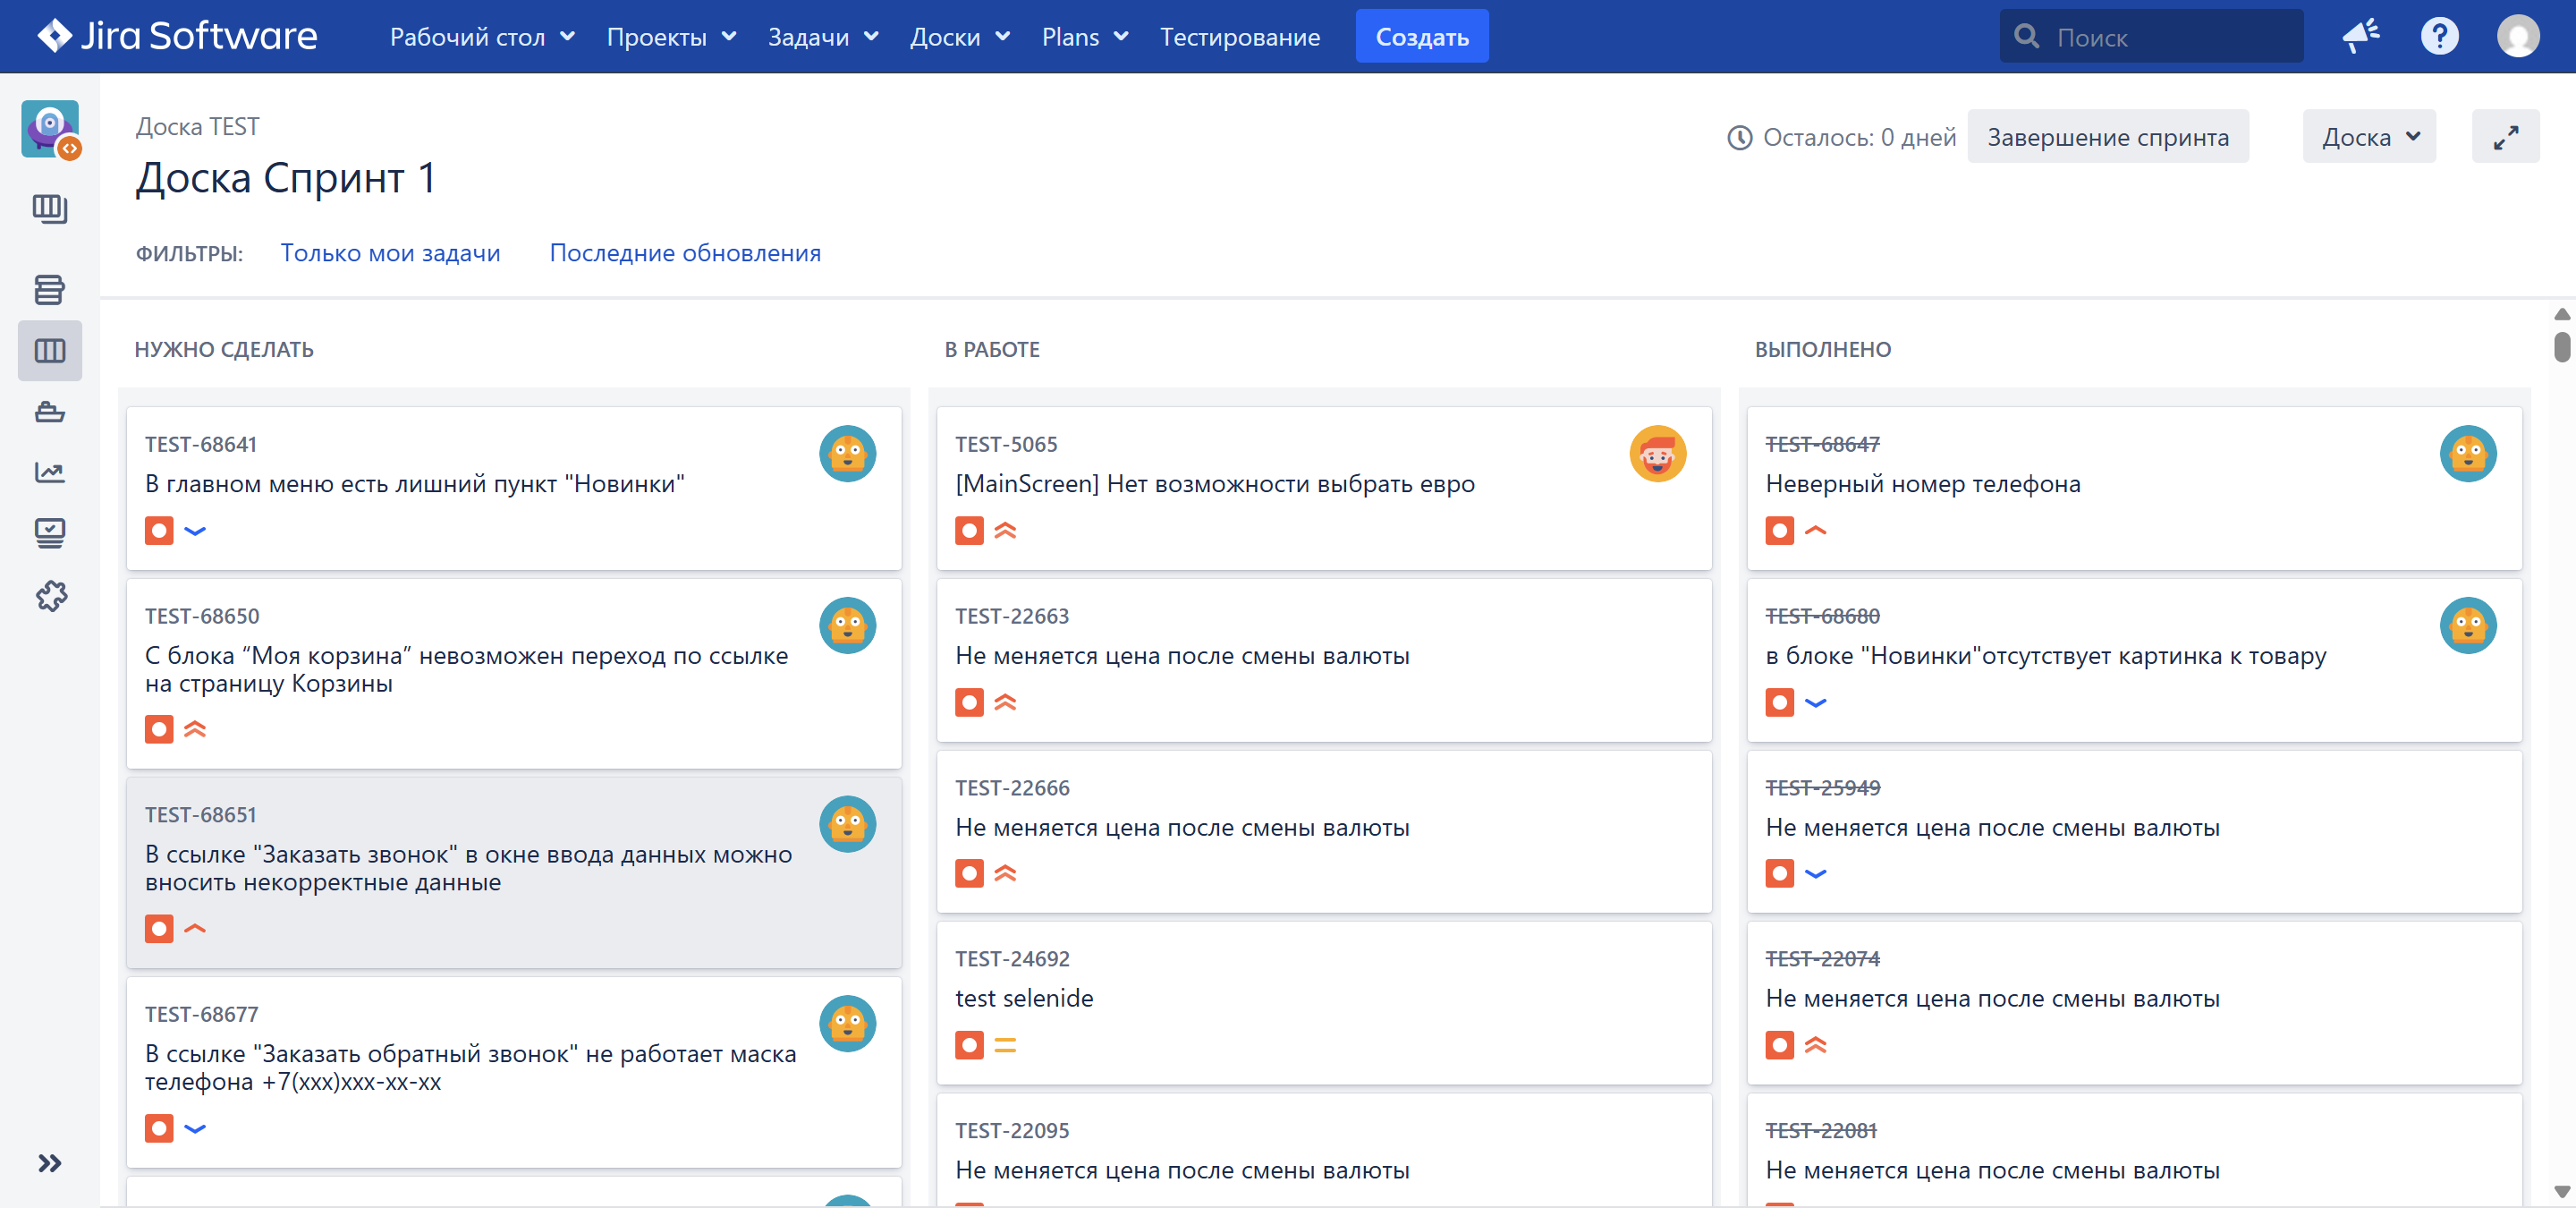 Jira Software
Рабочий стол
Проекты
Задачи
Доски
Plans
Тестирование
Создать
Поиск
Доска TEST
Доска Спринт 1
Осталось: 0 дней
Завершение спринта
Доска
ФИЛЬТРЫ:
Только мои задачи
Последние обновления
НУЖНО СДЕЛАТЬ
TEST-68641
В главном меню есть лишний пункт "Новинки"
TEST-68650
С блока “Моя корзина” невозможен переход по ссылке
на страницу Корзины
TEST-68651
В ссылке "Заказать звонок" в окне ввода данных можно
вносить некорректные данные
TEST-68677
В ссылке "Заказать обратный звонок" не работает маска
телефона +7(xxx)xxx-xx-xx
В РАБОТЕ
TEST-5065
[MainScreen] Нет возможности выбрать евро
TEST-22663
Не меняется цена после смены валюты
TEST-22666
Не меняется цена после смены валюты
TEST-24692
test selenide
TEST-22095
Не меняется цена после смены валюты
ВЫПОЛНЕНО
TEST-68647
Неверный номер телефона
TEST-68680
в блоке "Новинки"отсутствует картинка к товару
TEST-25949
Не меняется цена после смены валюты
TEST-22074
Не меняется цена после смены валюты
TEST-22081
Не меняется цена после смены валюты